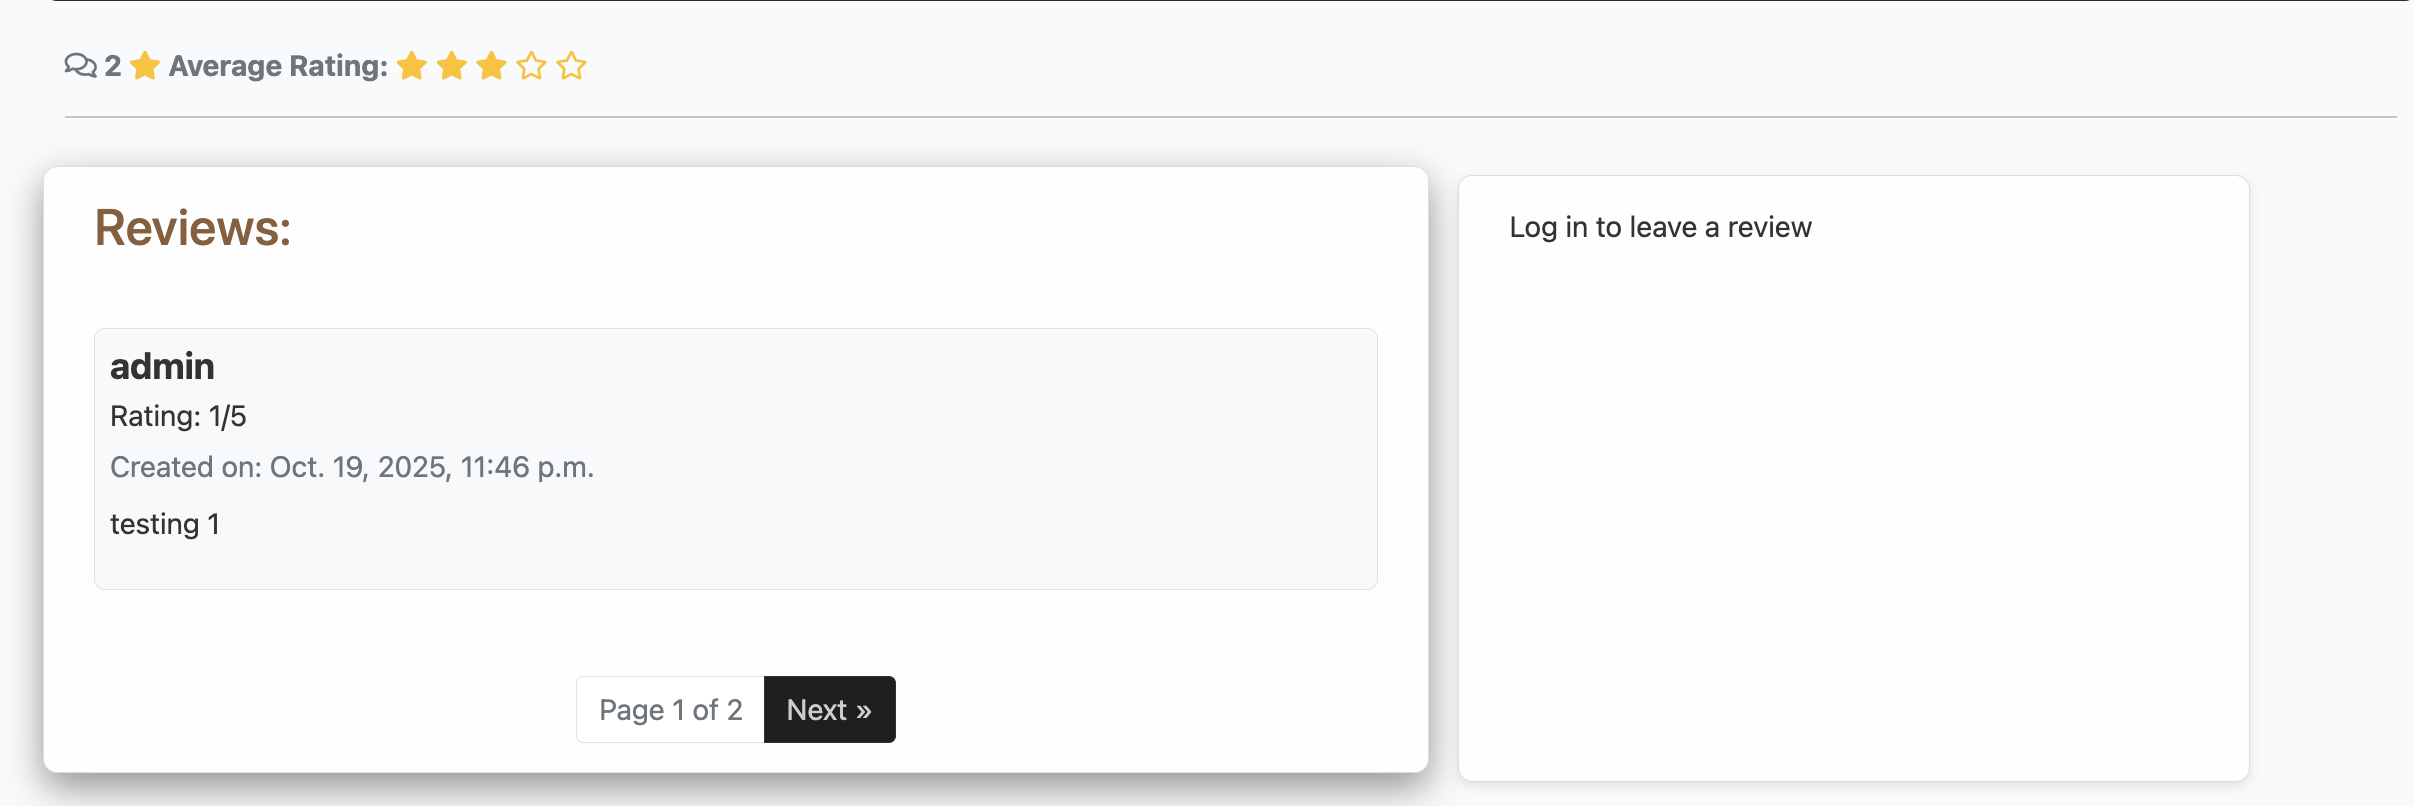 2 Average Rating:
Reviews:
admin
Rating: 1/5
Created on: Oct. 19, 2025, 11:46 p.m.
testing 1
Page 1 of 2 Next »
Log in to leave a review